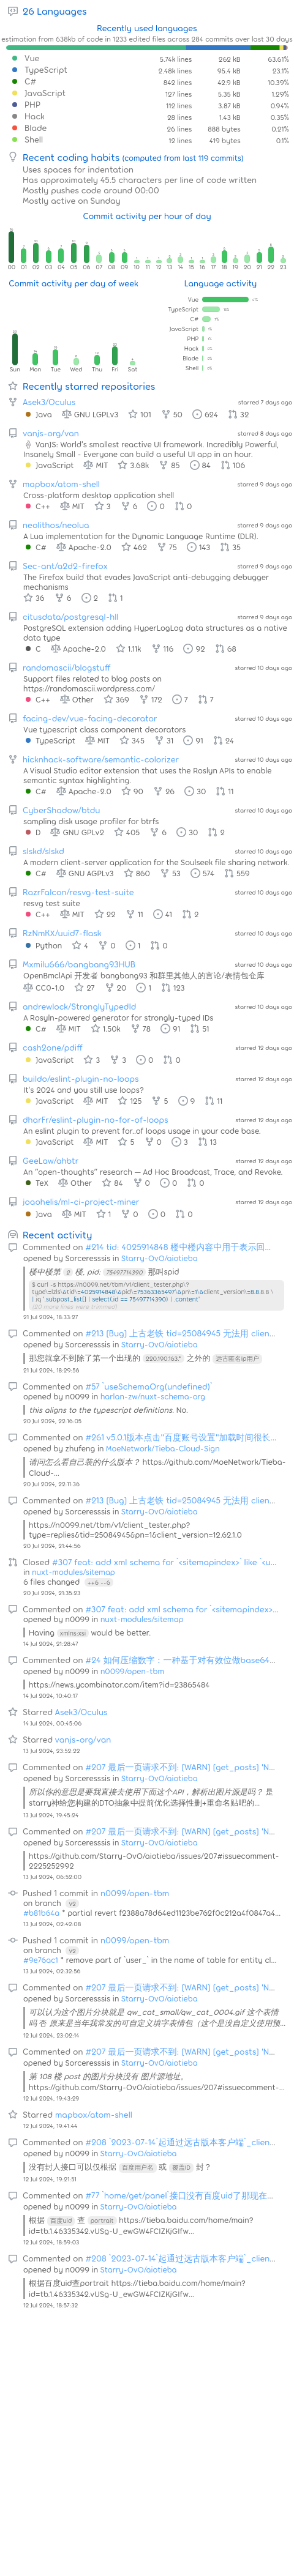 26 Languages
Recently used languages
estimation from 638kb of code in 1233 edited files across 284 commits over last 30 days
Vue 5.74k lines 262 kB 63.61%
TypeScript 2.48k lines 95.4 kB 23.1%
C# 842 lines 42.9 kB 10.39%
JavaScript 127 lines 5.35 kB 1.29%
PHP 112 lines 3.87 kB 0.94%
Hack 28 lines 1.43 kB 0.35%
Blade 26 lines 888 bytes 0.21%
Shell 12 lines 419 bytes 0.1%
Recent coding habits (computed from last 119 commits)
Uses spaces for indentation
Has approximately 45.5 characters per line of code written
Mostly pushes code around 00:00
Mostly active on Sunday
Commit activity per hour of day
00 01 02 03 04 05 06 07 08 09 10 11 12 13 14 15 16 17 18 19 20 21 22 23
Commit activity per day of week
Sun Mon Tues Wed Thu Fri Sat
Language activity
Vue
TypeScript
C#
JavaScript
PHP
Hack
Blade
Shell
Recently starred repositories
Asek3/Oculus starred 7 days ago
Java GNU LGPLv3 101 50 624 32
vanjs-org/van starred 8 days ago
VanJS: World's smallest reactive UI framework. Incredibly Powerful, Insanely Small - Everyone can build a useful UI app in an hour.
JavaScript MIT 3.68k 85 84 106
mapbox/atom-shell starred 9 days ago
Cross-platform desktop application shell
C++ MIT 3 6 0 0
neolithos/neolua starred 9 days ago
A Lua implementation for the Dynamic Language Runtime (DLR).
C# Apache-2.0 462 75 143 35
Sec-ant/a2d2-firefox starred 9 days ago
The Firefox build that evades JavaScript anti-debugging debugger mechanisms
36 6 2 1
citusdata/postgresql-hll starred 9 days ago
PostgreSQL extension adding HyperLogLog data structures as a native data type
C Apache-2.0 1.11k 116 92 68
randomascii/blogstuff starred 10 days ago
Support files related to blog posts on
https://randomascii.wordpress.com/
C++ Other 369 172 7 7
facing-dev/vue-facing-decorator starred 10 days ago
Vue typescript class component decorators
TypeScript MIT 345 31 91 24
hicknhack-software/semantic-colorizer starred 10 days ago
A Visual Studio editor extension that uses the Roslyn APIs to enable semantic syntax highlighting.
C# Apache-2.0 90 26 30 11
CyberShadow/btdu starred 10 days ago
sampling disk usage profiler for btrfs
D GNU GPLv2 405 6 30 2
slskd/slskd starred 10 days ago
A modern client-server application for the Soulseek file sharing network.
C# GNU AGPLv3 860 53 574 559
RazrFalcon/resvg-test-suite starred 10 days ago
resvg test suite
C++ MIT 22 11 41 2
RzNmKX/uuid7-flask starred 10 days ago
Python 4 0 1 0
Mxmilu666/bangbang93HUB starred 10 days ago
OpenBmclApi 开发者 bangbang93 和群里其他人的言论/表情包仓库
CC0-1.0 27 20 1 123
andrewlock/StronglyTypedId starred 10 days ago
A Rosyln-powered generator for strongly-typed IDs
C# MIT 1.50k 78 91 51
cash2one/pdiff starred 12 days ago
JavaScript 3 3 0 0
buildo/eslint-plugin-no-loops starred 12 days ago
It's 2024 and you still use loops?
JavaScript MIT 125 5 9 11
dharFr/eslint-plugin-no-for-of-loops starred 12 days ago
An eslint plugin to prevent for..of loops usage in your code base.
JavaScript MIT 5 0 3 13
GeeLaw/ahbtr starred 12 days ago
An "open-thoughts" research — Ad Hoc Broadcast, Trace, and Revoke.
TeX Other 84 0 0 0
joaohelis/ml-ci-project-miner starred 12 days ago
Java MIT 1 0 0 0
Recent activity
Commented on #214 tid: 4025914848 楼中楼内容中用于表示回...
opened by Sorceressss in Starry-OvO/aiotieba
楼中楼第 2 楼, pid: 75497714390 那叫spid
21 Jul 2024, 18:33:27
Commented on #213 [Bug] 上古老铁 tid=25084945 无法用 clien...
opened by Sorceresssis in Starry-OvO/aiotieba
那您就拿不到除了第一个出现的 220.190.163.* 之外的 远古匿名ip用户
21 Jul 2024, 18:29:56
Commented on #57 `useSchemaOrg(undefined)`
opened by n0099 in harlan-zw/nuxt-schema-org
this aligns to the typescript definitions. No.
20 Jul 2024, 22:16:05
Commented on #261 v5.0.1版本点击"百度账号设置"加载时间很长...
opened by zhufeng in MoeNetwork/Tieba-Cloud-Sign
请问怎么看自己装的什么版本？ https://github.com/MoeNetwork/Tieba-Cloud-...
20 Jul 2024, 22:11:36
Commented on #213 [Bug] 上古老铁 tid=25084945 无法用 clien...
opened by Sorceresssis in Starry-OvO/aiotieba
https://n0099.net/tbm/v1/client_tester.php?
type=replies&tid=25084945&pn=1&client_version=12.62.1.0
20 Jul 2024, 21:44:56
Closed #307 feat: add xml schema for `<sitemapindex>` like `<u...
in nuxt-modules/sitemap
6 files changed ++6 --6
20 Jul 2024, 21:35:23
Commented on #307 feat: add xml schema for `<sitemapindex>...
opened by n0099 in nuxt-modules/sitemap
Having xmlns:xsi would be better.
14 Jul 2024, 21:28:47
Commented on #24 如何压缩数字：一种基于对有效位做base64...
opened by n0099 in n0099/open-tbm
https://news.ycombinator.com/item?id=23865484
14 Jul 2024, 10:40:17
Starred Asek3/Oculus
14 Jul 2024, 00:45:06
Starred vanjs-org/van
13 Jul 2024, 23:52:22
Commented on #207 最后一页请求不到: [WARN] [get_posts] 'N...
opened by Sorceresssis in Starry-OvO/aiotieba
所以你的意思是要我直接去使用下面这个API，解析出图片源是吗？ 是
storry神给您构建的DTO抽象中提前优化选择性删+重命名贴吧的...
13 Jul 2024, 19:45:24
Commented on #207 最后一页请求不到: [WARN] [get_posts] 'N...
opened by Sorceresssis in Starry-OvO/aiotieba
https://github.com/Starry-OvO/aiotieba/issues/207#issuecomment-2225252992
13 Jul 2024, 06:52:00
Pushed 1 commit in n0099/open-tbm
on branch v2
#b81b64a * partial revert f2388a78d64ed1123be762f0c212a4f0847a4...
13 Jul 2024, 02:42:08
Pushed 1 commit in n0099/open-tbm
on branch v2
#9e76ac1 * remove part of `user_` in the name of table for entity cl...
13 Jul 2024, 02:32:56
Commented on #207 最后一页请求不到: [WARN] [get_posts] 'N...
opened by Sorceresssis in Starry-OvO/aiotieba
可以认为这个图片分块就是 qw_cat_small/qw_cat_0004.gif 这个表情吗 否 原来是当年我常发的可自定义填字表情包（这个是没自定义使用预...
12 Jul 2024, 23:02:14
Commented on #207 最后一页请求不到: [WARN] [get_posts] 'N...
opened by Sorceresssis in Starry-OvO/aiotieba
第 108 楼 post 的图片分块没有 图片源地址。
https://github.com/Starry-OvO/aiotieba/issues/207#issuecomment-...
12 Jul 2024, 19:43:29
Starred mapbox/atom-shell
12 Jul 2024, 19:41:44
Commented on #208 `2023-07-14`起通过远古版本客户端`_clien...
opened by n0099 in Starry-OvO/aiotieba
没有封人接口可以仅根据 百度用户名 或 覆盖ID 封？
12 Jul 2024, 19:21:51
Commented on #77 `home/get/panel`接口没有百度uid了那现在...
opened by n0099 in Starry-OvO/aiotieba
根据 百度uid 查 portrait https://tieba.baidu.com/home/main?
id=tb.1.46335342.vUSg-U_ewGW4FCIZKjGIfw...
12 Jul 2024, 18:59:03
Commented on #208 `2023-07-14`起通过远古版本客户端`_clien...
opened by n0099 in Starry-OvO/aiotieba
根据百度uid查portrait https://tieba.baidu.com/home/main?
id=tb.1.46335342.vUSg-U_ewGW4FCIZKjGIfw...
12 Jul 2024, 18:57:32